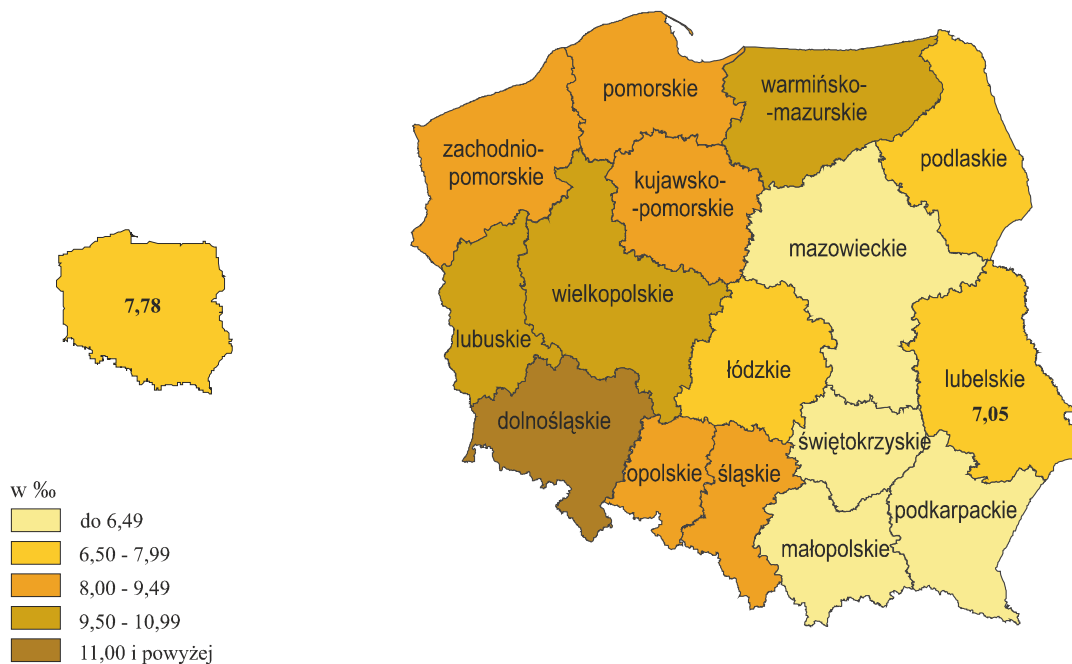 pomorskie
warmińsko-
-mazurskie
zachodnio-
pomorskie
podlaskie
kujawsko-
-pomorskie
mazowieckie
7,78
wielkopolskie
lubuskie
łódzkie
lubelskie
7,05
dolnośląskie
świętokrzyskie
opolskie
śląskie
podkarpackie
małopolskie
w ‰
do 6,49
6,50 - 7,99
8,00 - 9,49
9,50 - 10,99
11,00 i powyżej